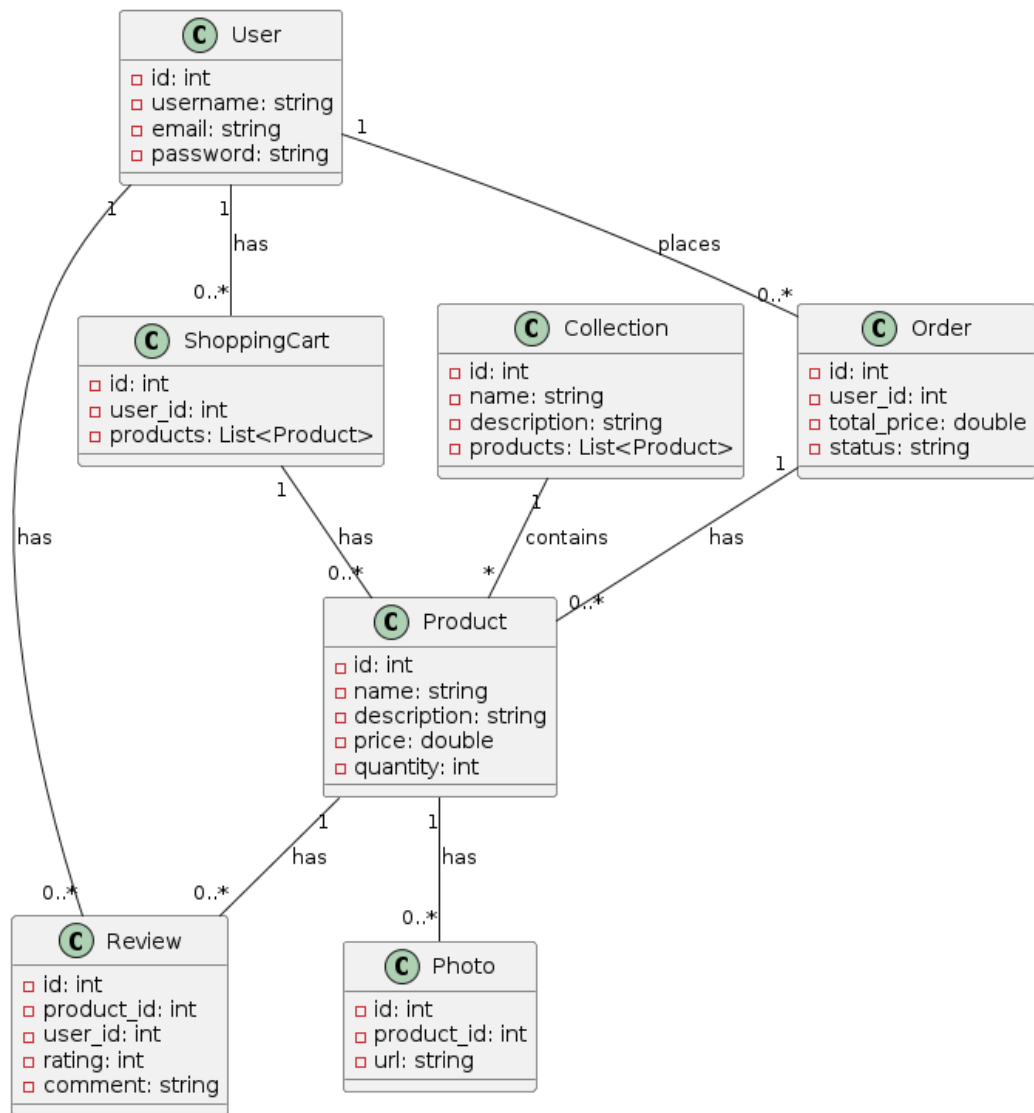 C User
id: int
username: string
email: string
password: string
1
1
1
has
places
0..*
0..*
C ShoppingCart
id: int
user_id: int
products: List<Product>
C Collection
id: int
name: string
description: string
products: List<Product>
C Order
id: int
user_id: int
total_price: double
status: string
1
1
1
has
has
contains
has
0..*
*
0..*
C Product
id: int
name: string
description: string
price: double
quantity: int
1
1
has
has
0..*
0..*
0..*
C Review
id: int
product_id: int
user_id: int
rating: int
comment: string
C Photo
id: int
product_id: int
url: string